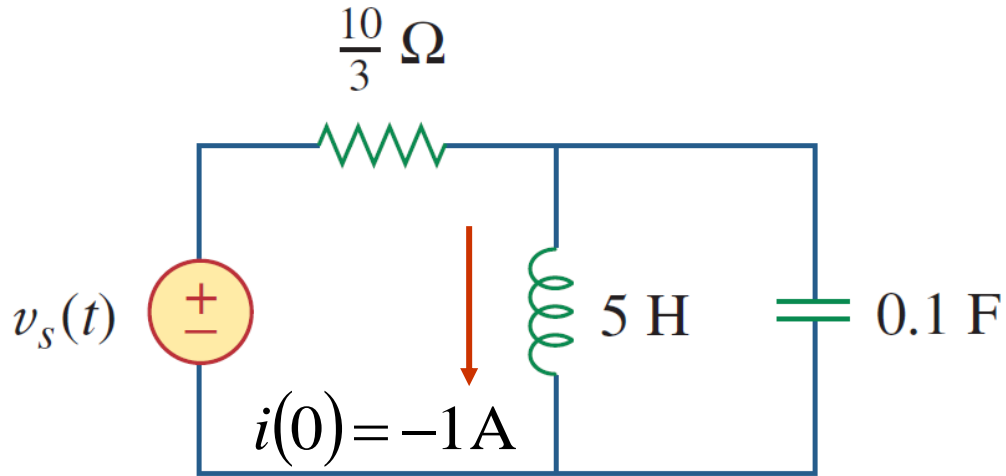 10/3 Ω
+
−
v_s(t)
5 H
0.1 F
i(0) = −1A